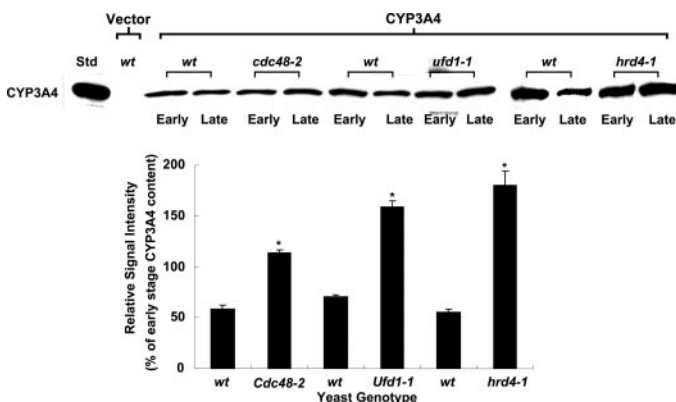 CYP3A4
Vector
Std wt wt cdc48-2 wt ufd1-1 wt hrd4-1
CYP3A4
Early Late Early Late Early Late Early Late Early Late Early Late
Relative Signal Intensity
(% of early stage CYP3A4 content)
200
150
100
50
0
* * *
wt Cdc48-2 wt Ufd1-1 wt hrd4-1
Yeast Genotype